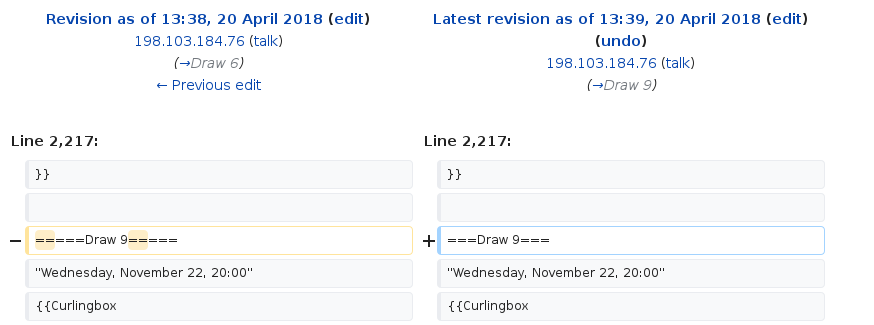 Revision as of 13:38, 20 April 2018 (edit)
198.103.184.76 (talk)
(→Draw 6)
← Previous edit
Latest revision as of 13:39, 20 April 2018 (edit)
(undo)
198.103.184.76 (talk)
(→Draw 9)
Line 2,217:
Line 2,217:
}}
}}
− =====Draw 9=====
+ ===Draw 9===
''Wednesday, November 22, 20:00''
''Wednesday, November 22, 20:00''
{{Curlingbox
{{Curlingbox